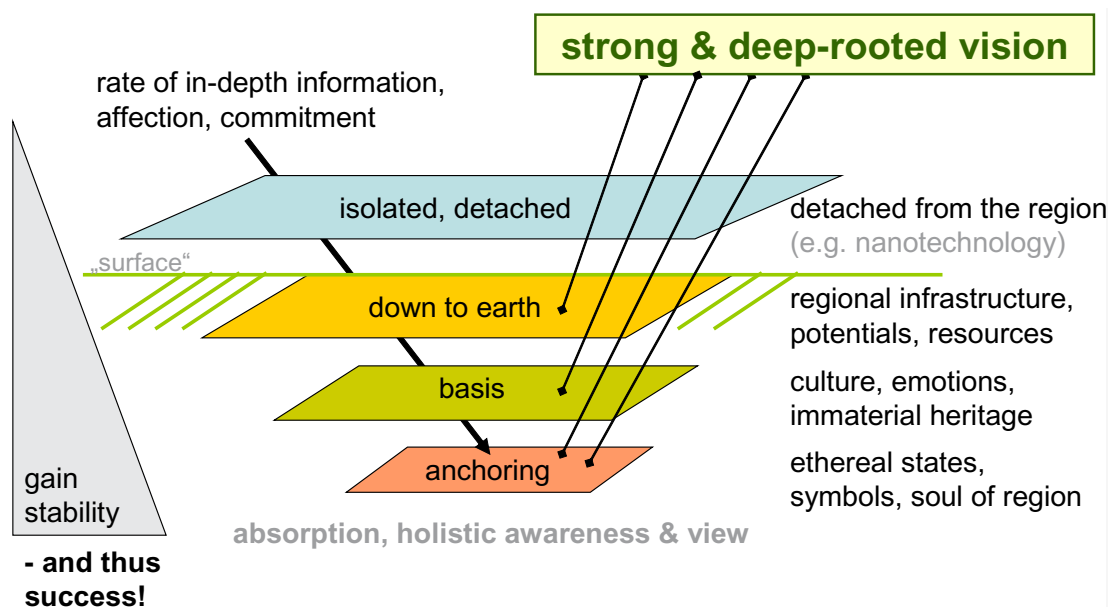 strong & deep-rooted vision
rate of in-depth information,
affection, commitment
isolated, detached
detached from the region
(e.g. nanotechnology)
„surface“
down to earth
regional infrastructure,
potentials, resources
basis
culture, emotions,
immaterial heritage
anchoring
ethereal states,
symbols, soul of region
gain
stability
absorption, holistic awareness & view
- and thus
success!